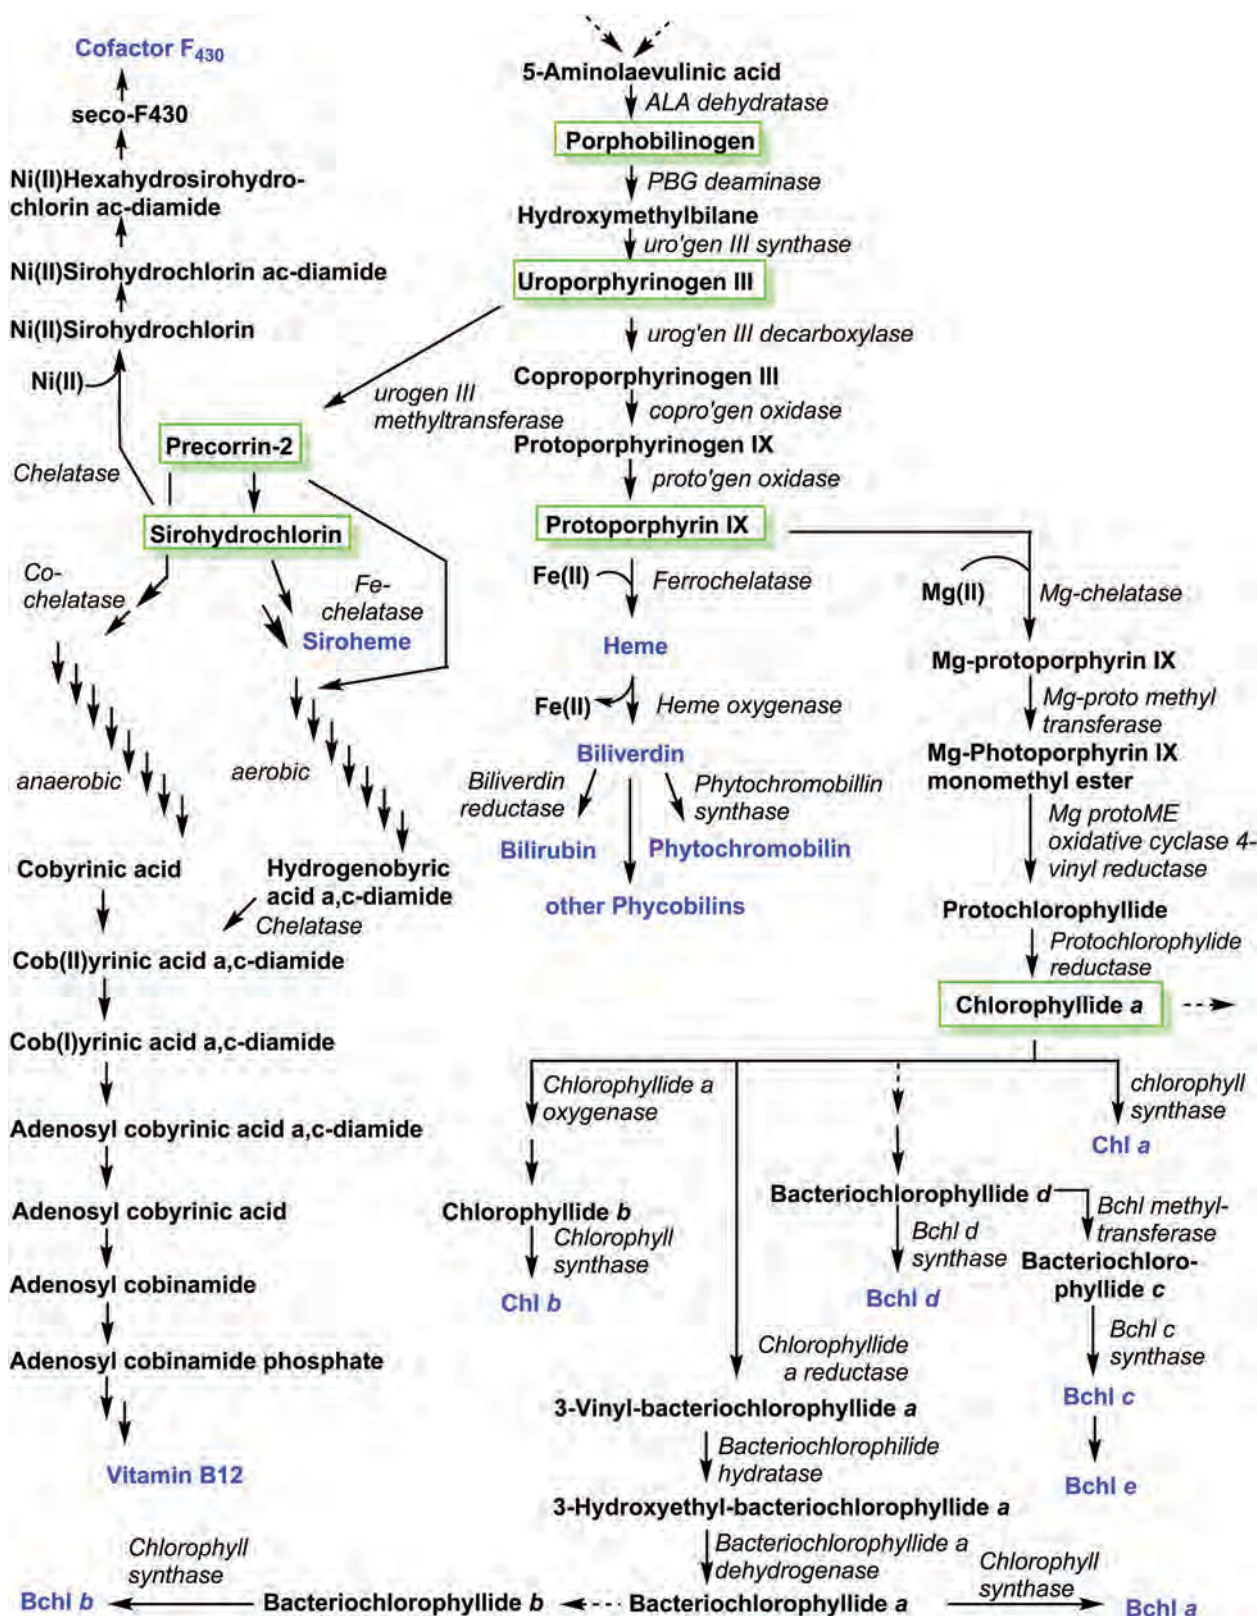 Cofactor F430
seco-F430
Ni(II)Hexahydrosirohydro-
chlorin ac-diamide
Ni(II)Sirohydrochlorin ac-diamide
Ni(II)Sirohydrochlorin
Ni(II)
Chelatase
5-Aminolaevulinic acid
ALA dehydratase
Porphobilinogen
PBG deaminase
Hydroxymethylbilane
uro'gen III synthase
Uroporphyrinogen III
urogen III
methyltransferase
urog'en III decarboxylase
Coproporphyrinogen III
copro'gen oxidase
Protoporphyrinogen IX
proto'gen oxidase
Protoporphyrin IX
Precorrin-2
Sirohydrochlorin
Co-
chelatase
Fe-
chelatase
Siroheme
anaerobic
aerobic
Cobyrinic acid
Hydrogenobyric
acid a,c-diamide
Chelatase
Cob(II)yrinic acid a,c-diamide
Cob(I)yrinic acid a,c-diamide
Adenosyl cobyrinic acid a,c-diamide
Adenosyl cobyrinic acid
Adenosyl cobinamide
Adenosyl cobinamide phosphate
Vitamin B12
Fe(II)
Ferrochelatase
Heme
Fe(II)
Heme oxygenase
Biliverdin
Biliverdin
reductase
Phytochromobillin
synthase
Bilirubin
Phytochromobilin
other Phycobilins
Mg(II)
Mg-chelatase
Mg-protoporphyrin IX
Mg-proto methyl
transferase
Mg-Photoporphyrin IX
monomethyl ester
Mg protoME
oxidative cyclase 4-
vinyl reductase
Protochlorophyllide
Protochlorophylide
reductase
Chlorophyllide a
Chlorophyllide a
oxygenase
Chlorophyllide b
Chlorophyll
synthase
Chl b
chlorophyll
synthase
Chl a
Bacteriochlorophyllide d
Bchl d
synthase
Bchl d
Bchl methyl-
transferase
Bacteriochloro-
phyllide c
Bchl c
synthase
Bchl c
Bchl e
Chlorophyllide
a reductase
3-Vinyl-bacteriochlorophyllide a
Bacteriochlorophilide
hydratase
3-Hydroxyethyl-bacteriochlorophyllide a
Bacteriochlorophyllide a
dehydrogenase
Bacteriochlorophyllide a
Chlorophyll
synthase
Bchl a
Bacteriochlorophyllide b
Chlorophyll
synthase
Bchl b